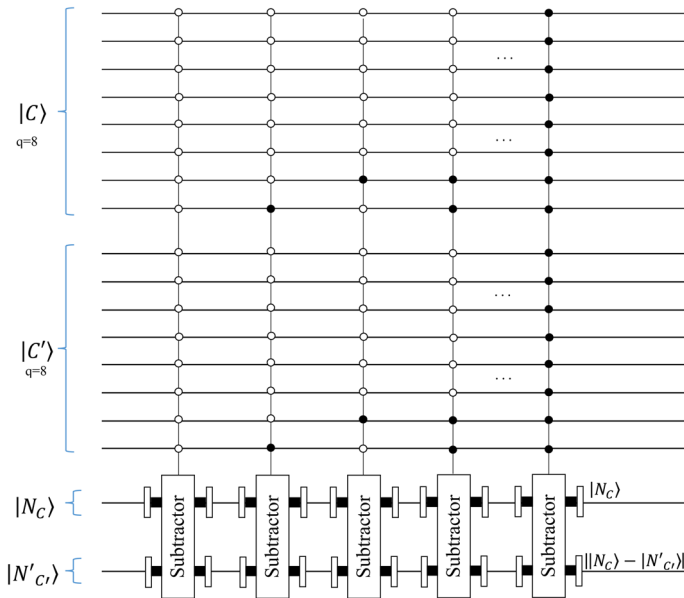 . . .
|C⟩
q=8
. . .
. . .
|C′⟩
q=8
. . .
|N_C⟩
Subtractor
Subtractor
Subtractor
Subtractor
Subtractor
|N_C⟩
|N′_C′⟩
||N_C⟩ − |N′_C′⟩|